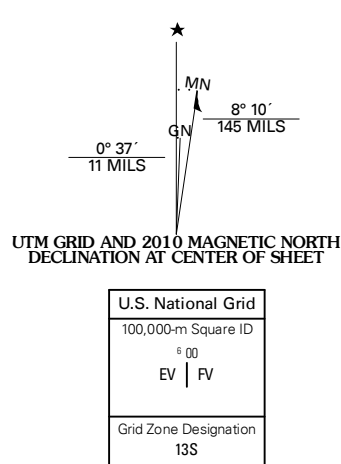 ★
MN
8° 10´
145 MILS
GN
0° 37´
11 MILS
UTM GRID AND 2010 MAGNETIC NORTH
DECLINATION AT CENTER OF SHEET
U.S. National Grid
100,000-m Square ID
6 00
EV FV
Grid Zone Designation
13S